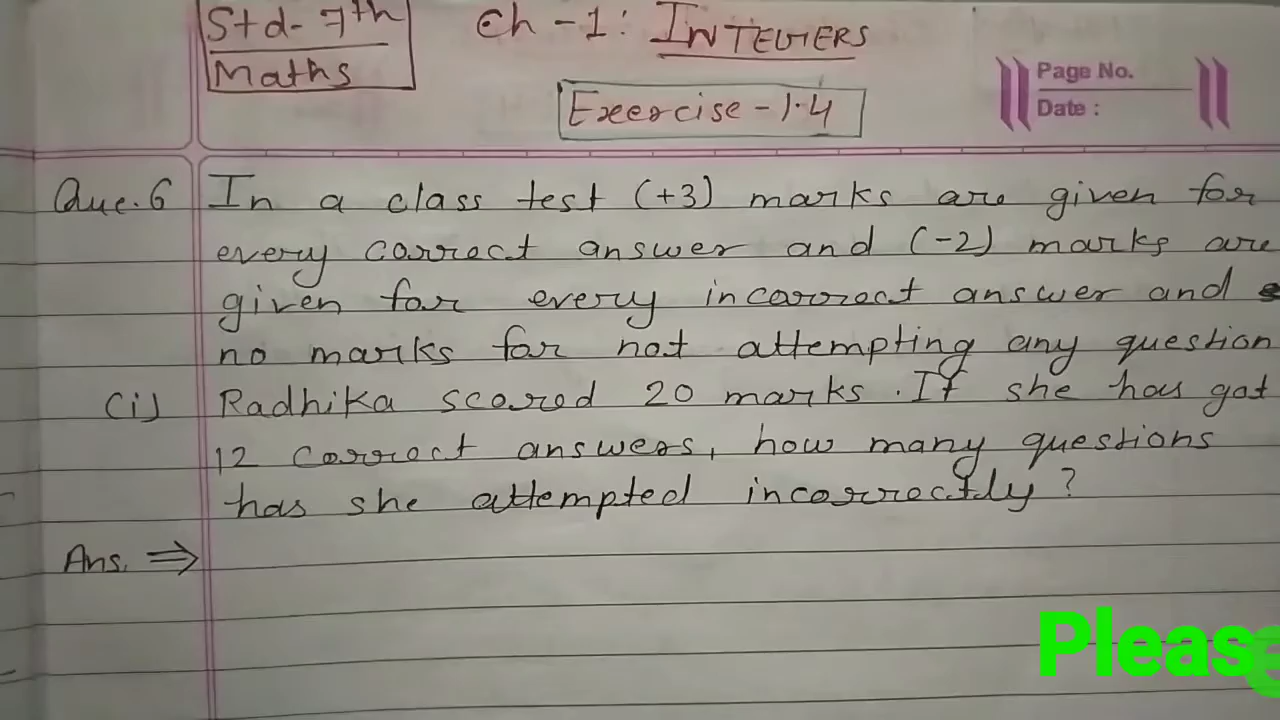 Std- 7th
Maths
Ch - 1: INTEGERS
Exercise - 1.4
Page No.
Date :
Que. 6 In a class test (+3) marks are given for
every correct answer and (-2) marks are
given for every incorrect answer and
no marks for not attempting any question
(i) Radhika scored 20 marks. If she has got
12 correct answers, how many questions
has she attempted incorrectly?
Ans. ⇒
Please